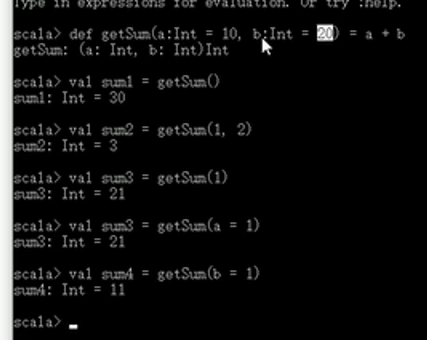 Type in expressions for evaluation. Or try :help.
scala> def getSum(a:Int = 10, b:Int = 20) = a + b
getSum: (a: Int, b: Int)Int
scala> val sum1 = getSum()
sum1: Int = 30
scala> val sum2 = getSum(1, 2)
sum2: Int = 3
scala> val sum3 = getSum(1)
sum3: Int = 21
scala> val sum3 = getSum(a = 1)
sum3: Int = 21
scala> val sum4 = getSum(b = 1)
sum4: Int = 11
scala>